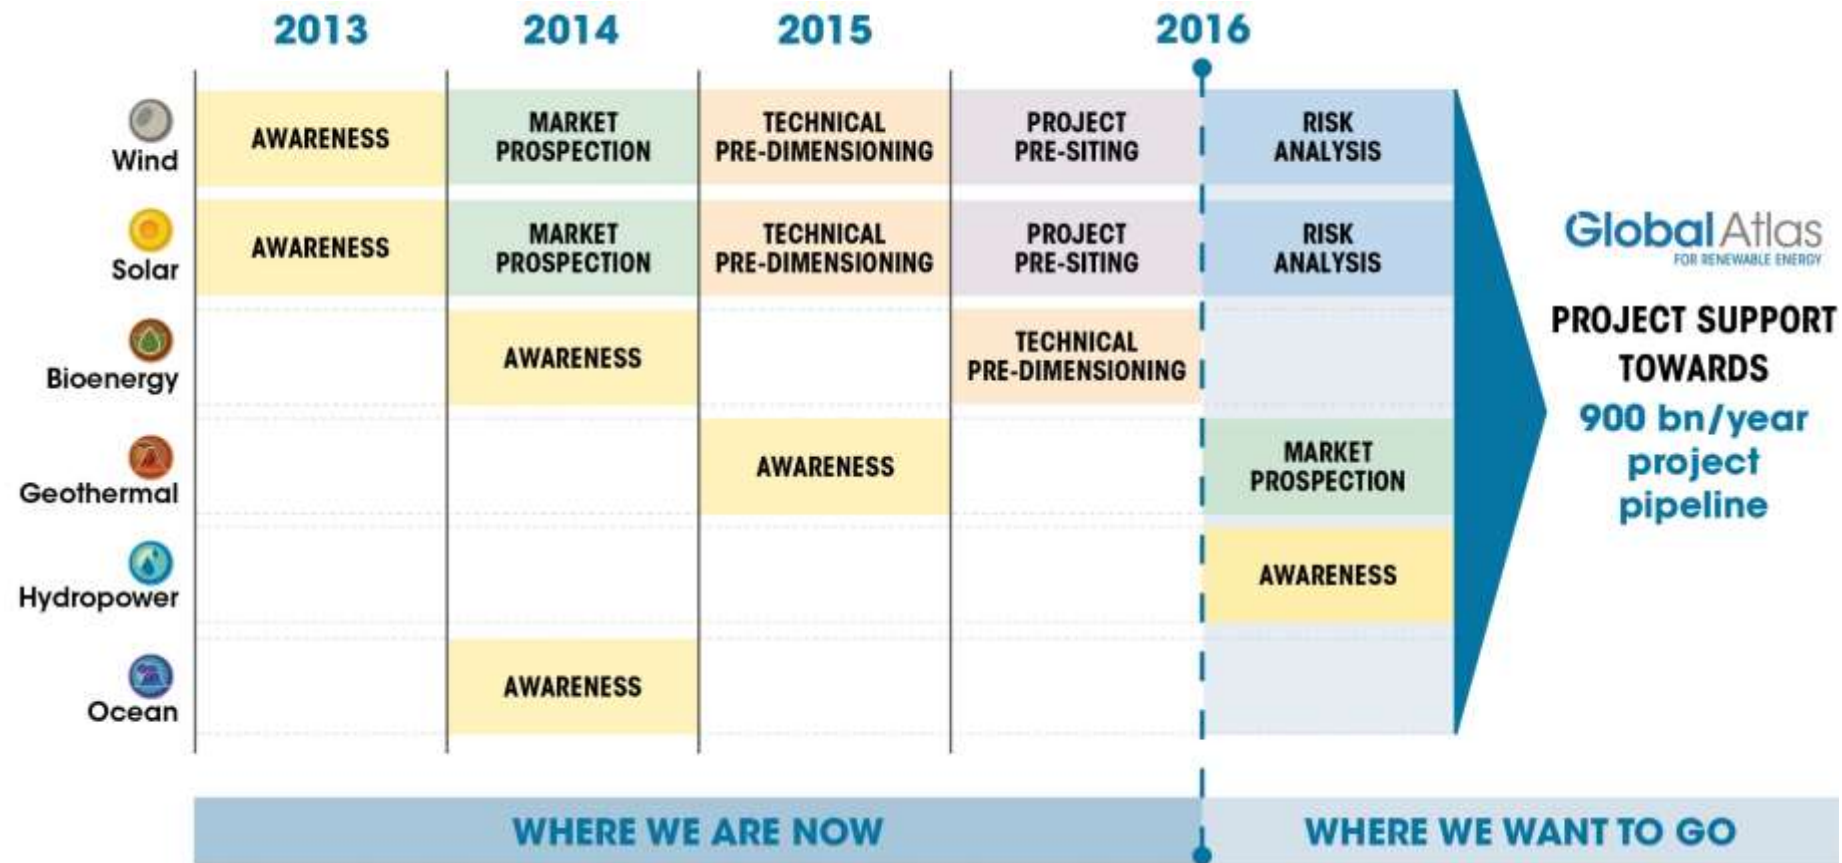 2013 2014 2015 2016
Wind
AWARENESS
MARKET
PROSPECTION
TECHNICAL
PRE-DIMENSIONING
PROJECT
PRE-SITING
RISK
ANALYSIS
Solar
AWARENESS
MARKET
PROSPECTION
TECHNICAL
PRE-DIMENSIONING
PROJECT
PRE-SITING
RISK
ANALYSIS
Bioenergy
AWARENESS
TECHNICAL
PRE-DIMENSIONING
Geothermal
AWARENESS
MARKET
PROSPECTION
Hydropower
AWARENESS
Ocean
AWARENESS
Global Atlas
FOR RENEWABLE ENERGY
PROJECT SUPPORT
TOWARDS
900 bn/year
project
pipeline
WHERE WE ARE NOW
WHERE WE WANT TO GO